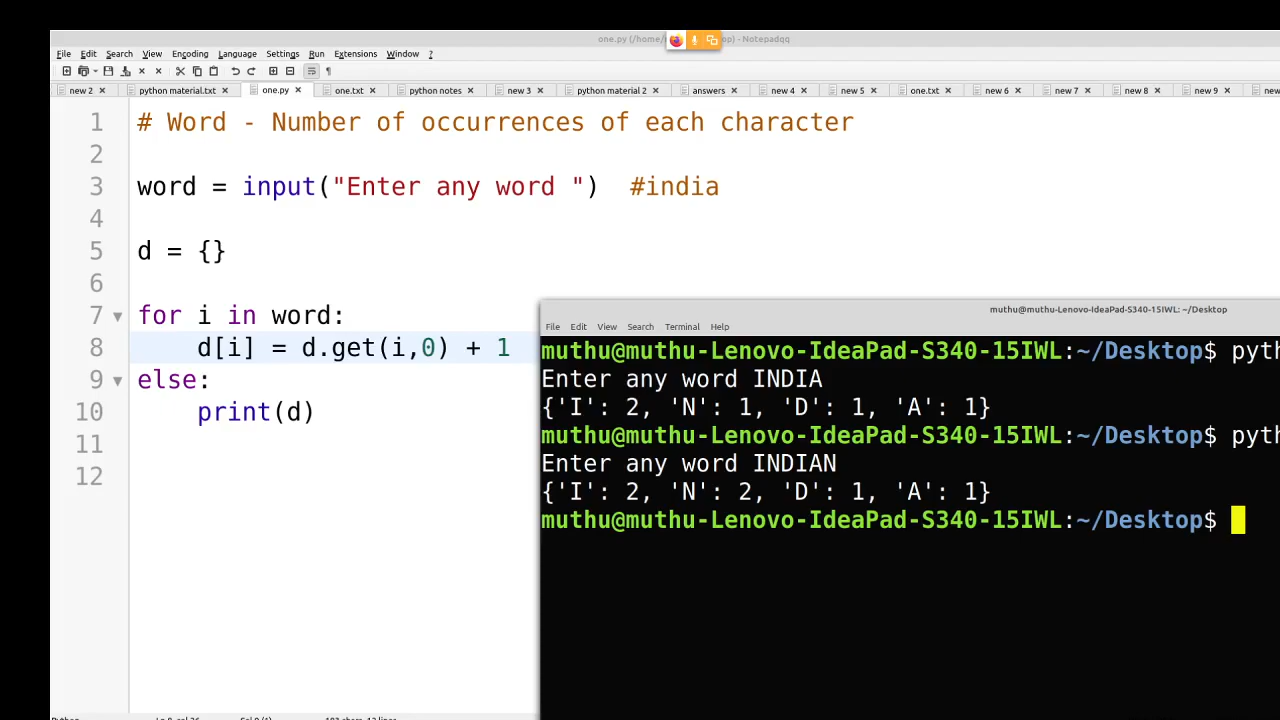 one.py (/home/ op) - Notepadqq
File Edit Search View Encoding Language Settings Run Extensions Window ?
new 2 python material.txt one.py one.txt python notes new 3 python material 2 answers new 4 new 5 one.txt new 6 new 7 new 8 new 9 new
1 # Word - Number of occurrences of each character
2
3 word = input("Enter any word ") #india
4
5 d = {}
6
7 for i in word:
8 d[i] = d.get(i,0) + 1
9 else:
10 print(d)
11
12
muthu@muthu-Lenovo-IdeaPad-S340-15IWL: ~/Desktop
File Edit View Search Terminal Help
muthu@muthu-Lenovo-IdeaPad-S340-15IWL:~/Desktop$ pyth
Enter any word INDIA
{'I': 2, 'N': 1, 'D': 1, 'A': 1}
muthu@muthu-Lenovo-IdeaPad-S340-15IWL:~/Desktop$ pyth
Enter any word INDIAN
{'I': 2, 'N': 2, 'D': 1, 'A': 1}
muthu@muthu-Lenovo-IdeaPad-S340-15IWL:~/Desktop$